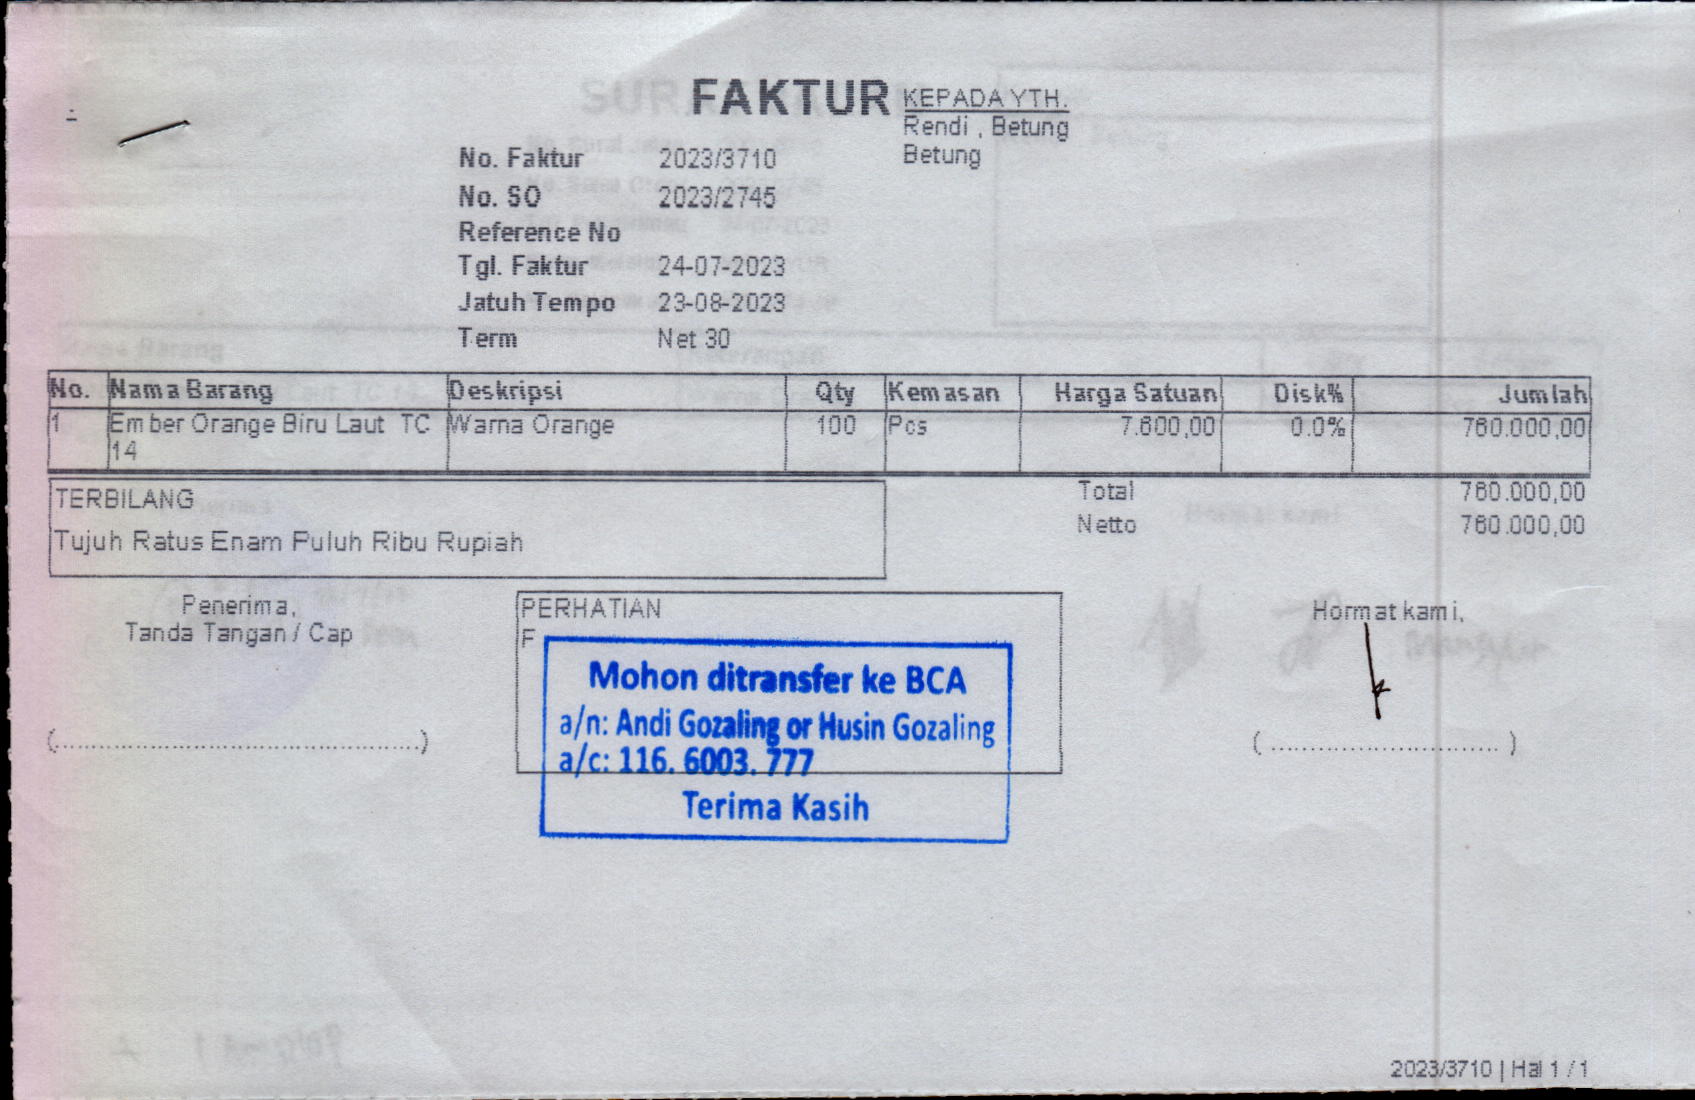 FAKTUR
KEPADA YTH.
Rendi , Betung
Betung
No. Faktur 2023/3710
No. SO 2023/2745
Reference No
Tgl. Faktur 24-07-2023
Jatuh Tempo 23-08-2023
Term Net 30
No. Nama Barang Deskripsi Qty Kemasan Harga Satuan Disk% Jumlah
1 Ember Orange Biru Laut TC Warna Orange 100 Pcs 7.600,00 0.0% 760.000,00
14
TERBILANG
Tujuh Ratus Enam Puluh Ribu Rupiah
Total 760.000,00
Netto 760.000,00
Penerima,
Tanda Tangan / Cap
(........................................................)
PERHATIAN
F
Mohon ditransfer ke BCA
a/n: Andi Gozaling or Husin Gozaling
a/c: 116. 6003. 777
Terima Kasih
Hormat kami,
( ................................... )
2023/3710 | Hal 1 / 1